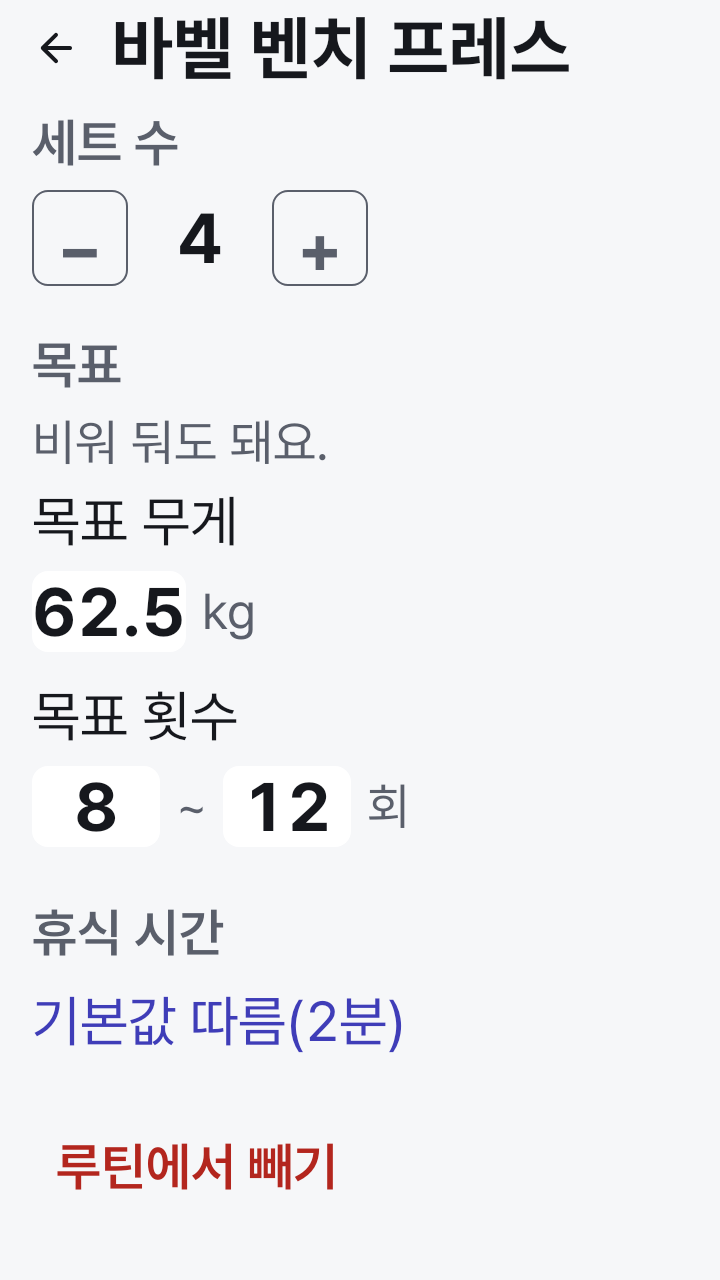 ← 바벨 벤치 프레스
세트 수
− 4 +
목표
비워 둬도 돼요.
목표 무게
62.5 kg
목표 횟수
8 ~ 12 회
휴식 시간
기본값 따름(2분)
루틴에서 빼기